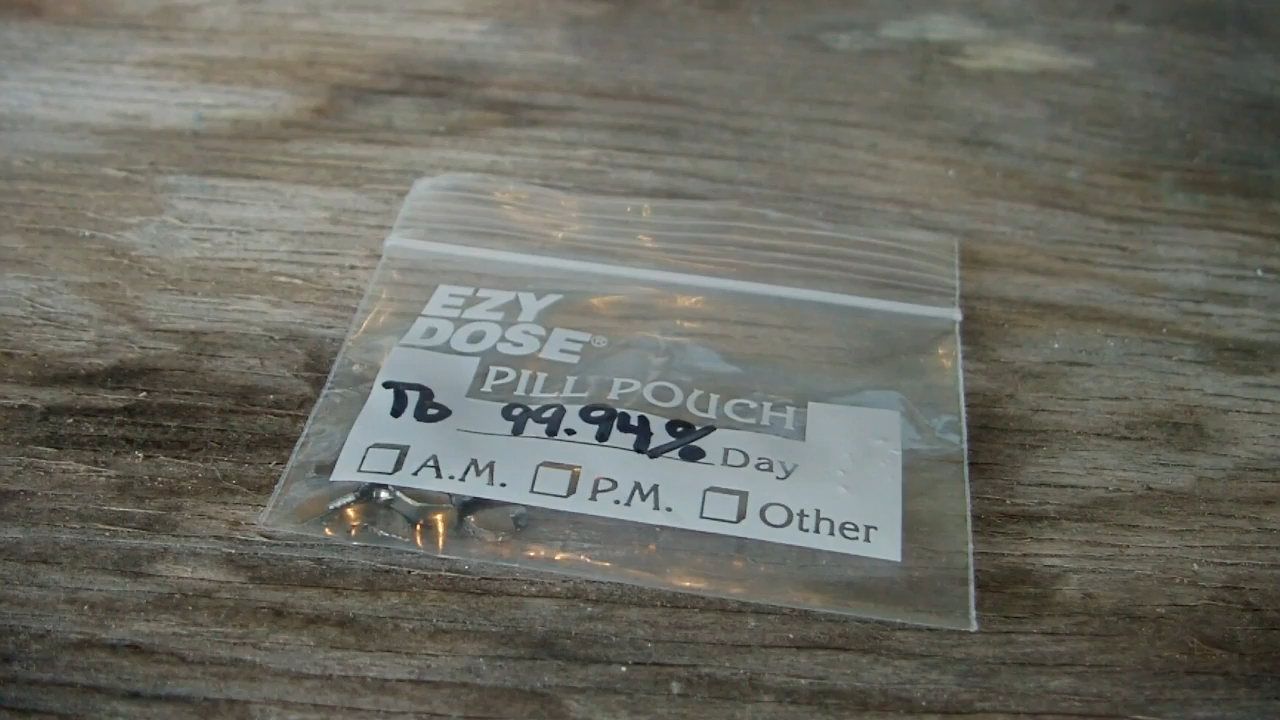 EZY
DOSE®
PILL POUCH
Tb 99.94% Day
A.M. P.M. Other